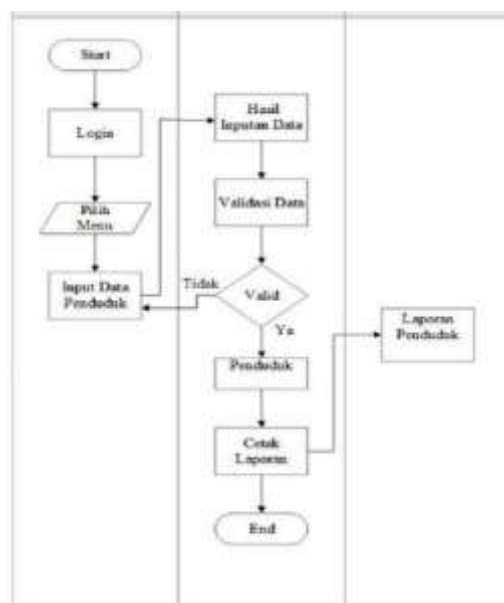 Start
Login
Pilih
Menu
Input Data
Penduduk
Hasil
Inputan Data
Validasi Data
Tidak
Valid
Ya
Penduduk
Cetak
Laporan
End
Laporan
Penduduk